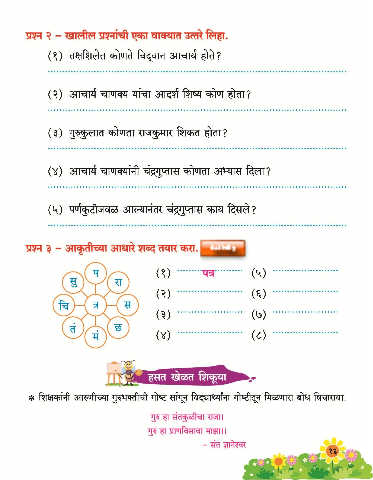 प्रश्न २ – खालील प्रश्नांची एका वाक्यात उत्तरे लिहा.
(१) तक्षशिलेत कोणते विद्वान आचार्य होते?
(२) आचार्य चाणक्य यांचा आदर्श शिष्य कोण होता?
(३) गुरुकुलात कोणता राजकुमार शिकत होता?
(४) आचार्य चाणक्यांनी चंद्रगुप्तास कोणता अभ्यास दिला?
(५) पर्णकुटीजवळ आल्यानंतर चंद्रगुप्तास काय दिसले?
प्रश्न ३ – आकृतीच्या आधारे शब्द तयार करा.
प
सु
रा
चि
त्र
स
तं
छ
मं
(१) पत्र
(५)
(२)
(६)
(३)
(७)
(४)
(८)
हसत खेळत शिकूया
* शिक्षकांनी आरुणीच्या गुरुभक्तीची गोष्ट सांगून विद्यार्थ्यांना गोष्टीतून मिळणारा बोध विचारावा.
गुरु हा संतकुळीचा राजा।
गुरु हा प्राणविसावा माझा।।
– संत ज्ञानेश्वर